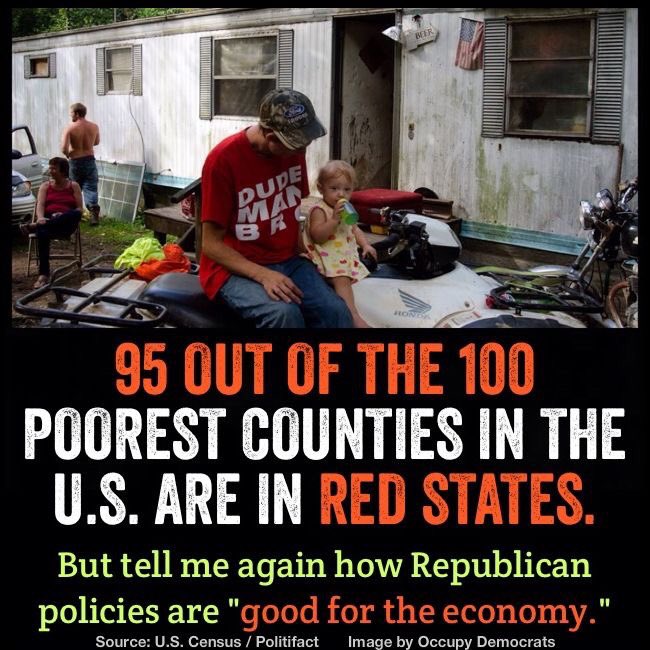 BEER
DUDE
MAN
BR
HONDA
95 OUT OF THE 100
POOREST COUNTIES IN THE
U.S. ARE IN RED STATES.
But tell me again how Republican
policies are "good for the economy."
Source: U.S. Census / Politifact Image by Occupy Democrats